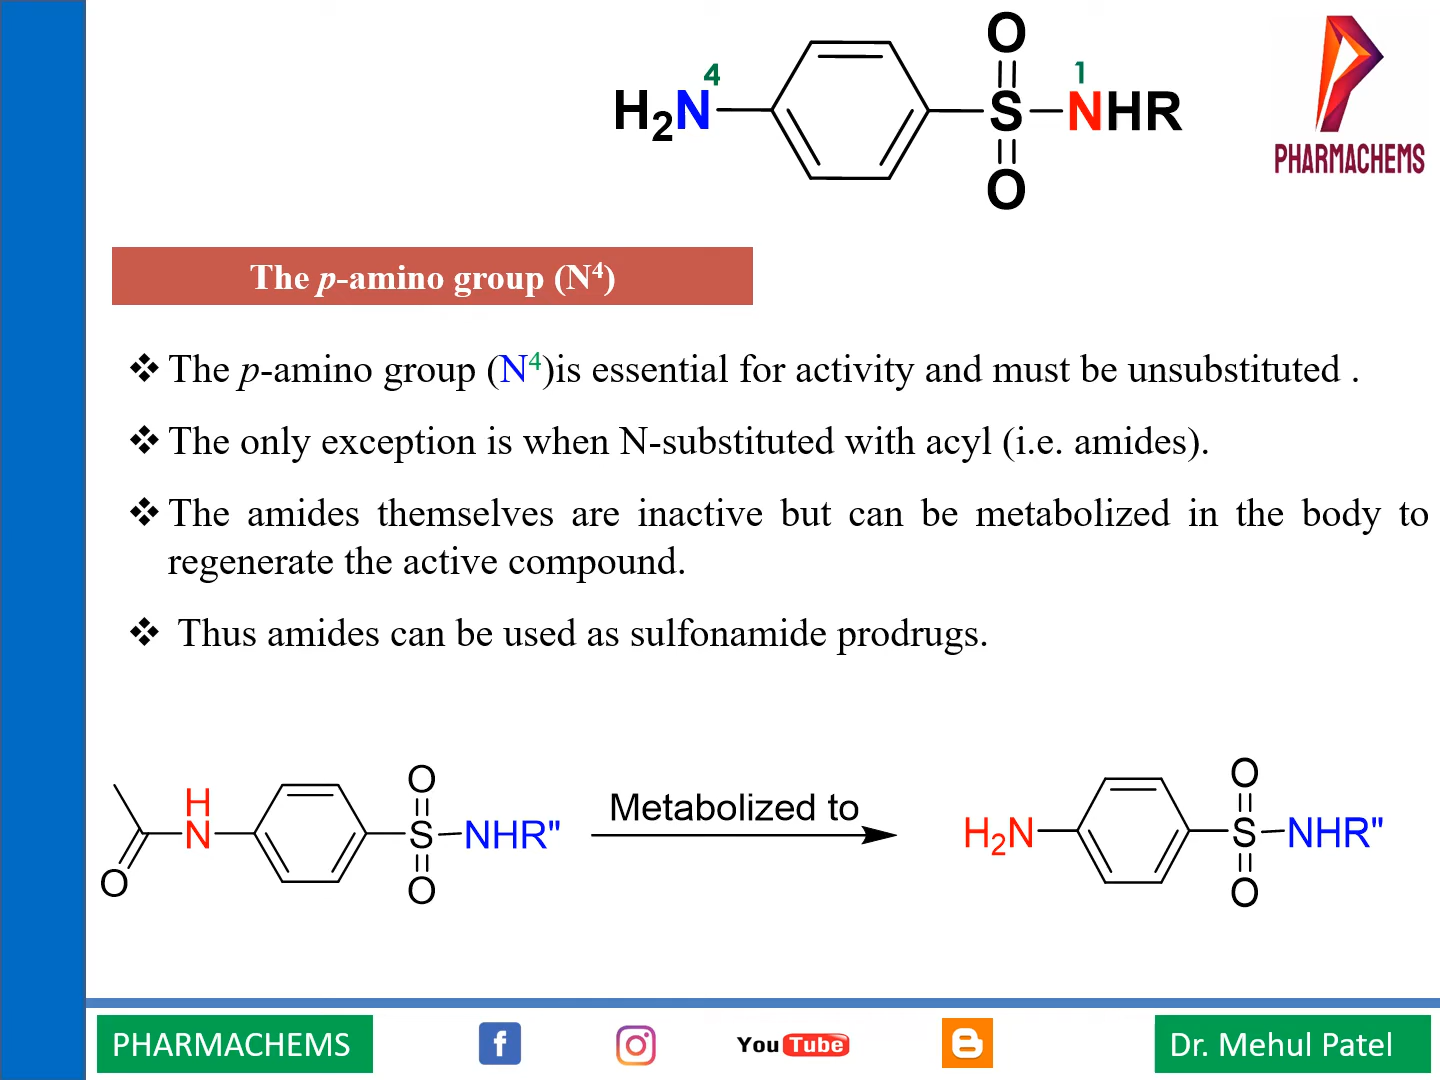 O
4
1
H2N
S
NHR
O
PHARMACHEMS
The p-amino group (N⁴)
❖ The p-amino group (N⁴)is essential for activity and must be unsubstituted .
❖ The only exception is when N-substituted with acyl (i.e. amides).
❖ The amides themselves are inactive but can be metabolized in the body to
regenerate the active compound.
❖ Thus amides can be used as sulfonamide prodrugs.
O
H
N
S
NHR"
O
O
Metabolized to
O
H2N
S
NHR"
O
PHARMACHEMS
f
You Tube
B
Dr. Mehul Patel